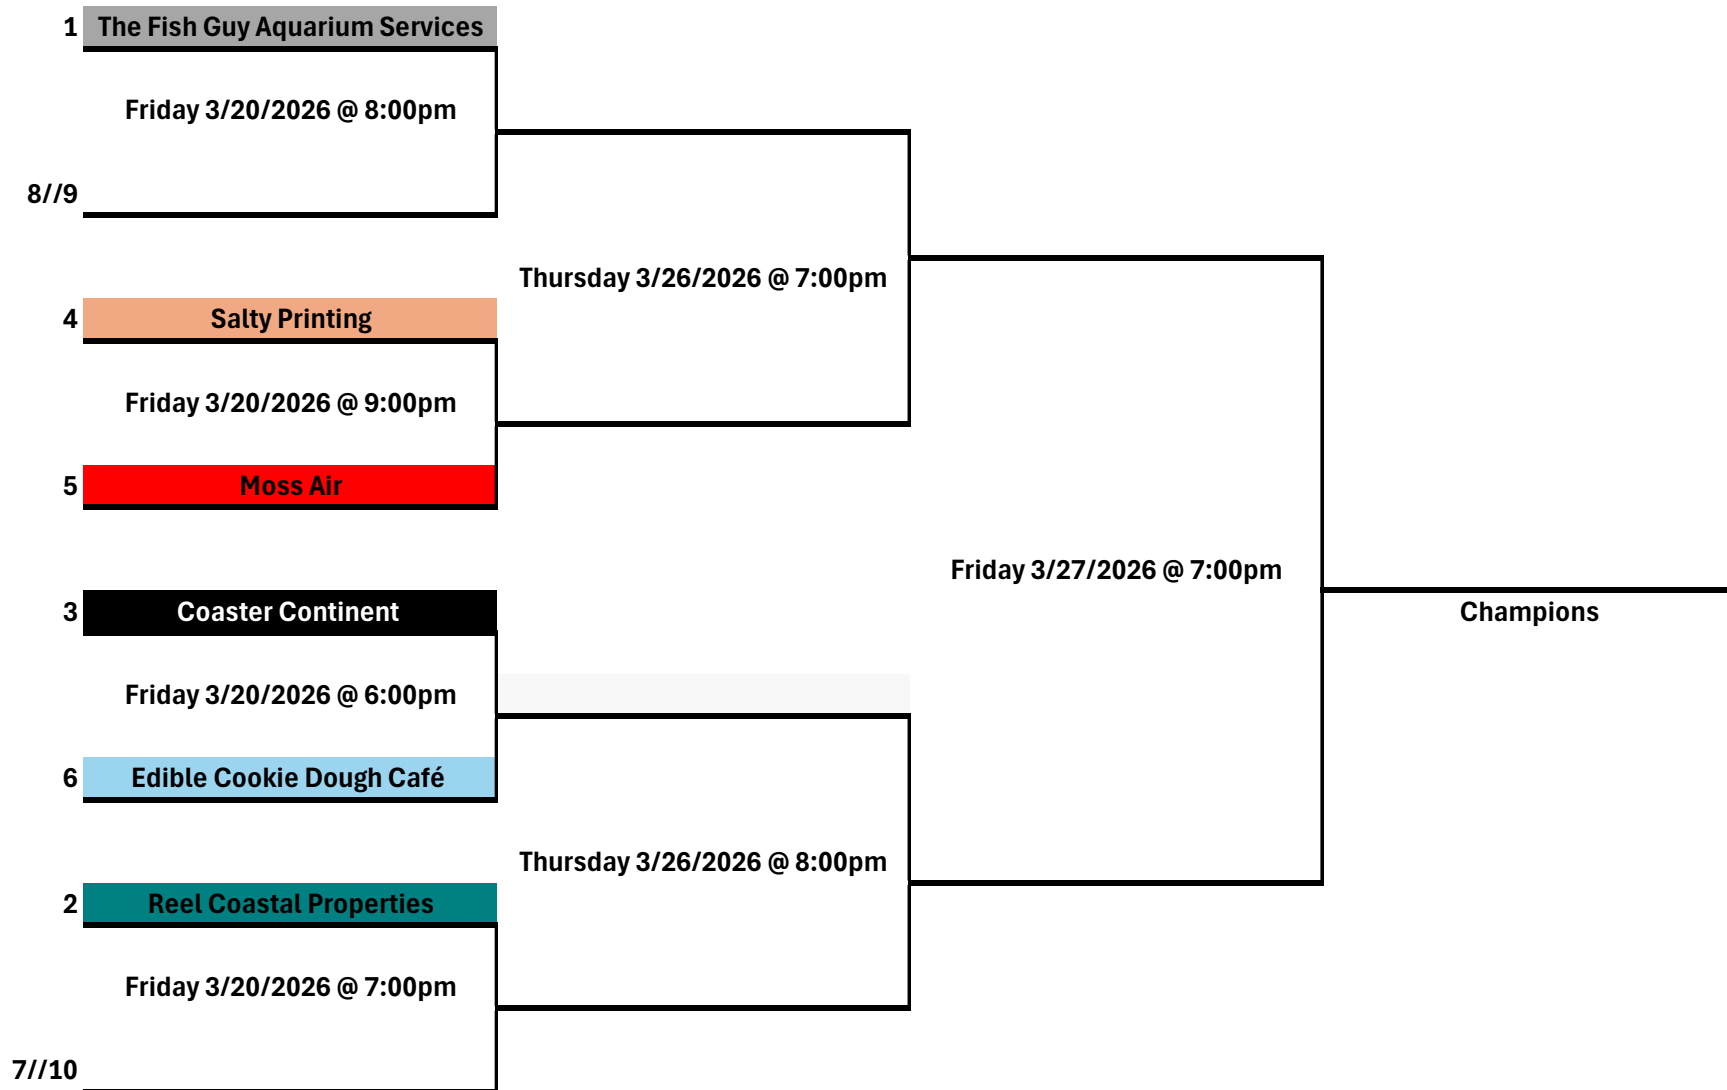 1 The Fish Guy Aquarium Services
Friday 3/20/2026 @ 8:00pm
8//9
Thursday 3/26/2026 @ 7:00pm
4 Salty Printing
Friday 3/20/2026 @ 9:00pm
5 Moss Air
Friday 3/27/2026 @ 7:00pm
Champions
3 Coaster Continent
Friday 3/20/2026 @ 6:00pm
6 Edible Cookie Dough Café
Thursday 3/26/2026 @ 8:00pm
2 Reel Coastal Properties
Friday 3/20/2026 @ 7:00pm
7//10